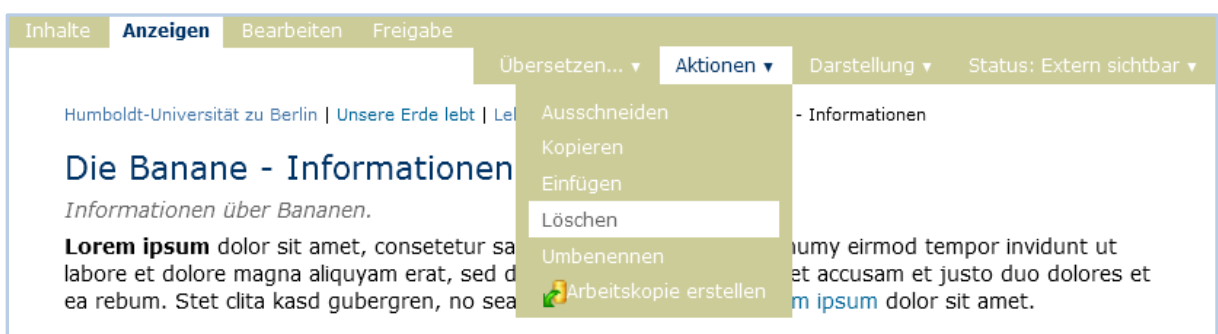 Inhalte Anzeigen Bearbeiten Freigabe
Übersetzen... ▾ Aktionen ▾ Darstellung ▾ Status: Extern sichtbar ▾
Humboldt-Universität zu Berlin | Unsere Erde lebt | Lel - Informationen
Ausschneiden
Kopieren
Einfügen
Löschen
Umbenennen
Arbeitskopie erstellen
Die Banane - Informationen
Informationen über Bananen.
Lorem ipsum dolor sit amet, consetetur sa umy eirmod tempor invidunt ut
labore et dolore magna aliquyam erat, sed d et accusam et justo duo dolores et
ea rebum. Stet clita kasd gubergren, no sea m ipsum dolor sit amet.